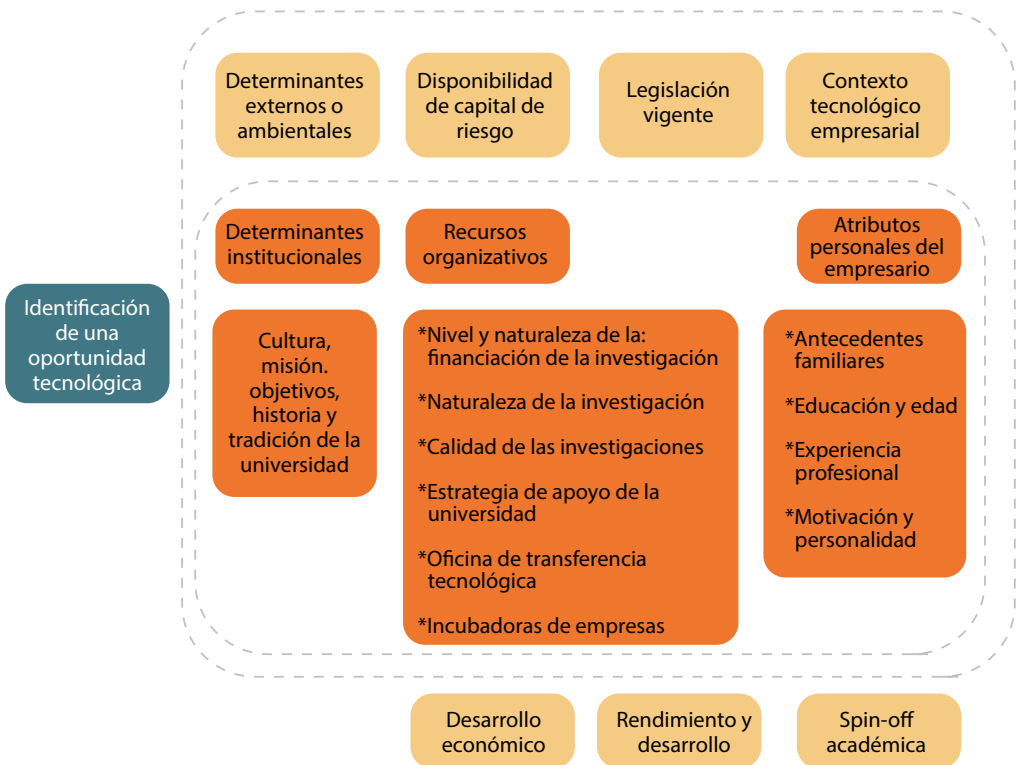 Determinantes
externos o
ambientales
Disponibilidad
de capital de
riesgo
Legislación
vigente
Contexto
tecnológico
empresarial
Determinantes
institucionales
Recursos
organizativos
Atributos
personales del
empresario
Identificación
de una
oportunidad
tecnológica
Cultura,
misión.
objetivos,
historia y
tradición de la
universidad
*Nivel y naturaleza de la:
financiación de la investigación
*Naturaleza de la investigación
*Calidad de las investigaciones
*Estrategia de apoyo de la
universidad
*Oficina de transferencia
tecnológica
*Incubadoras de empresas
*Antecedentes
familiares
*Educación y edad
*Experiencia
profesional
*Motivación y
personalidad
Desarrollo
económico
Rendimiento y
desarrollo
Spin-off
académica